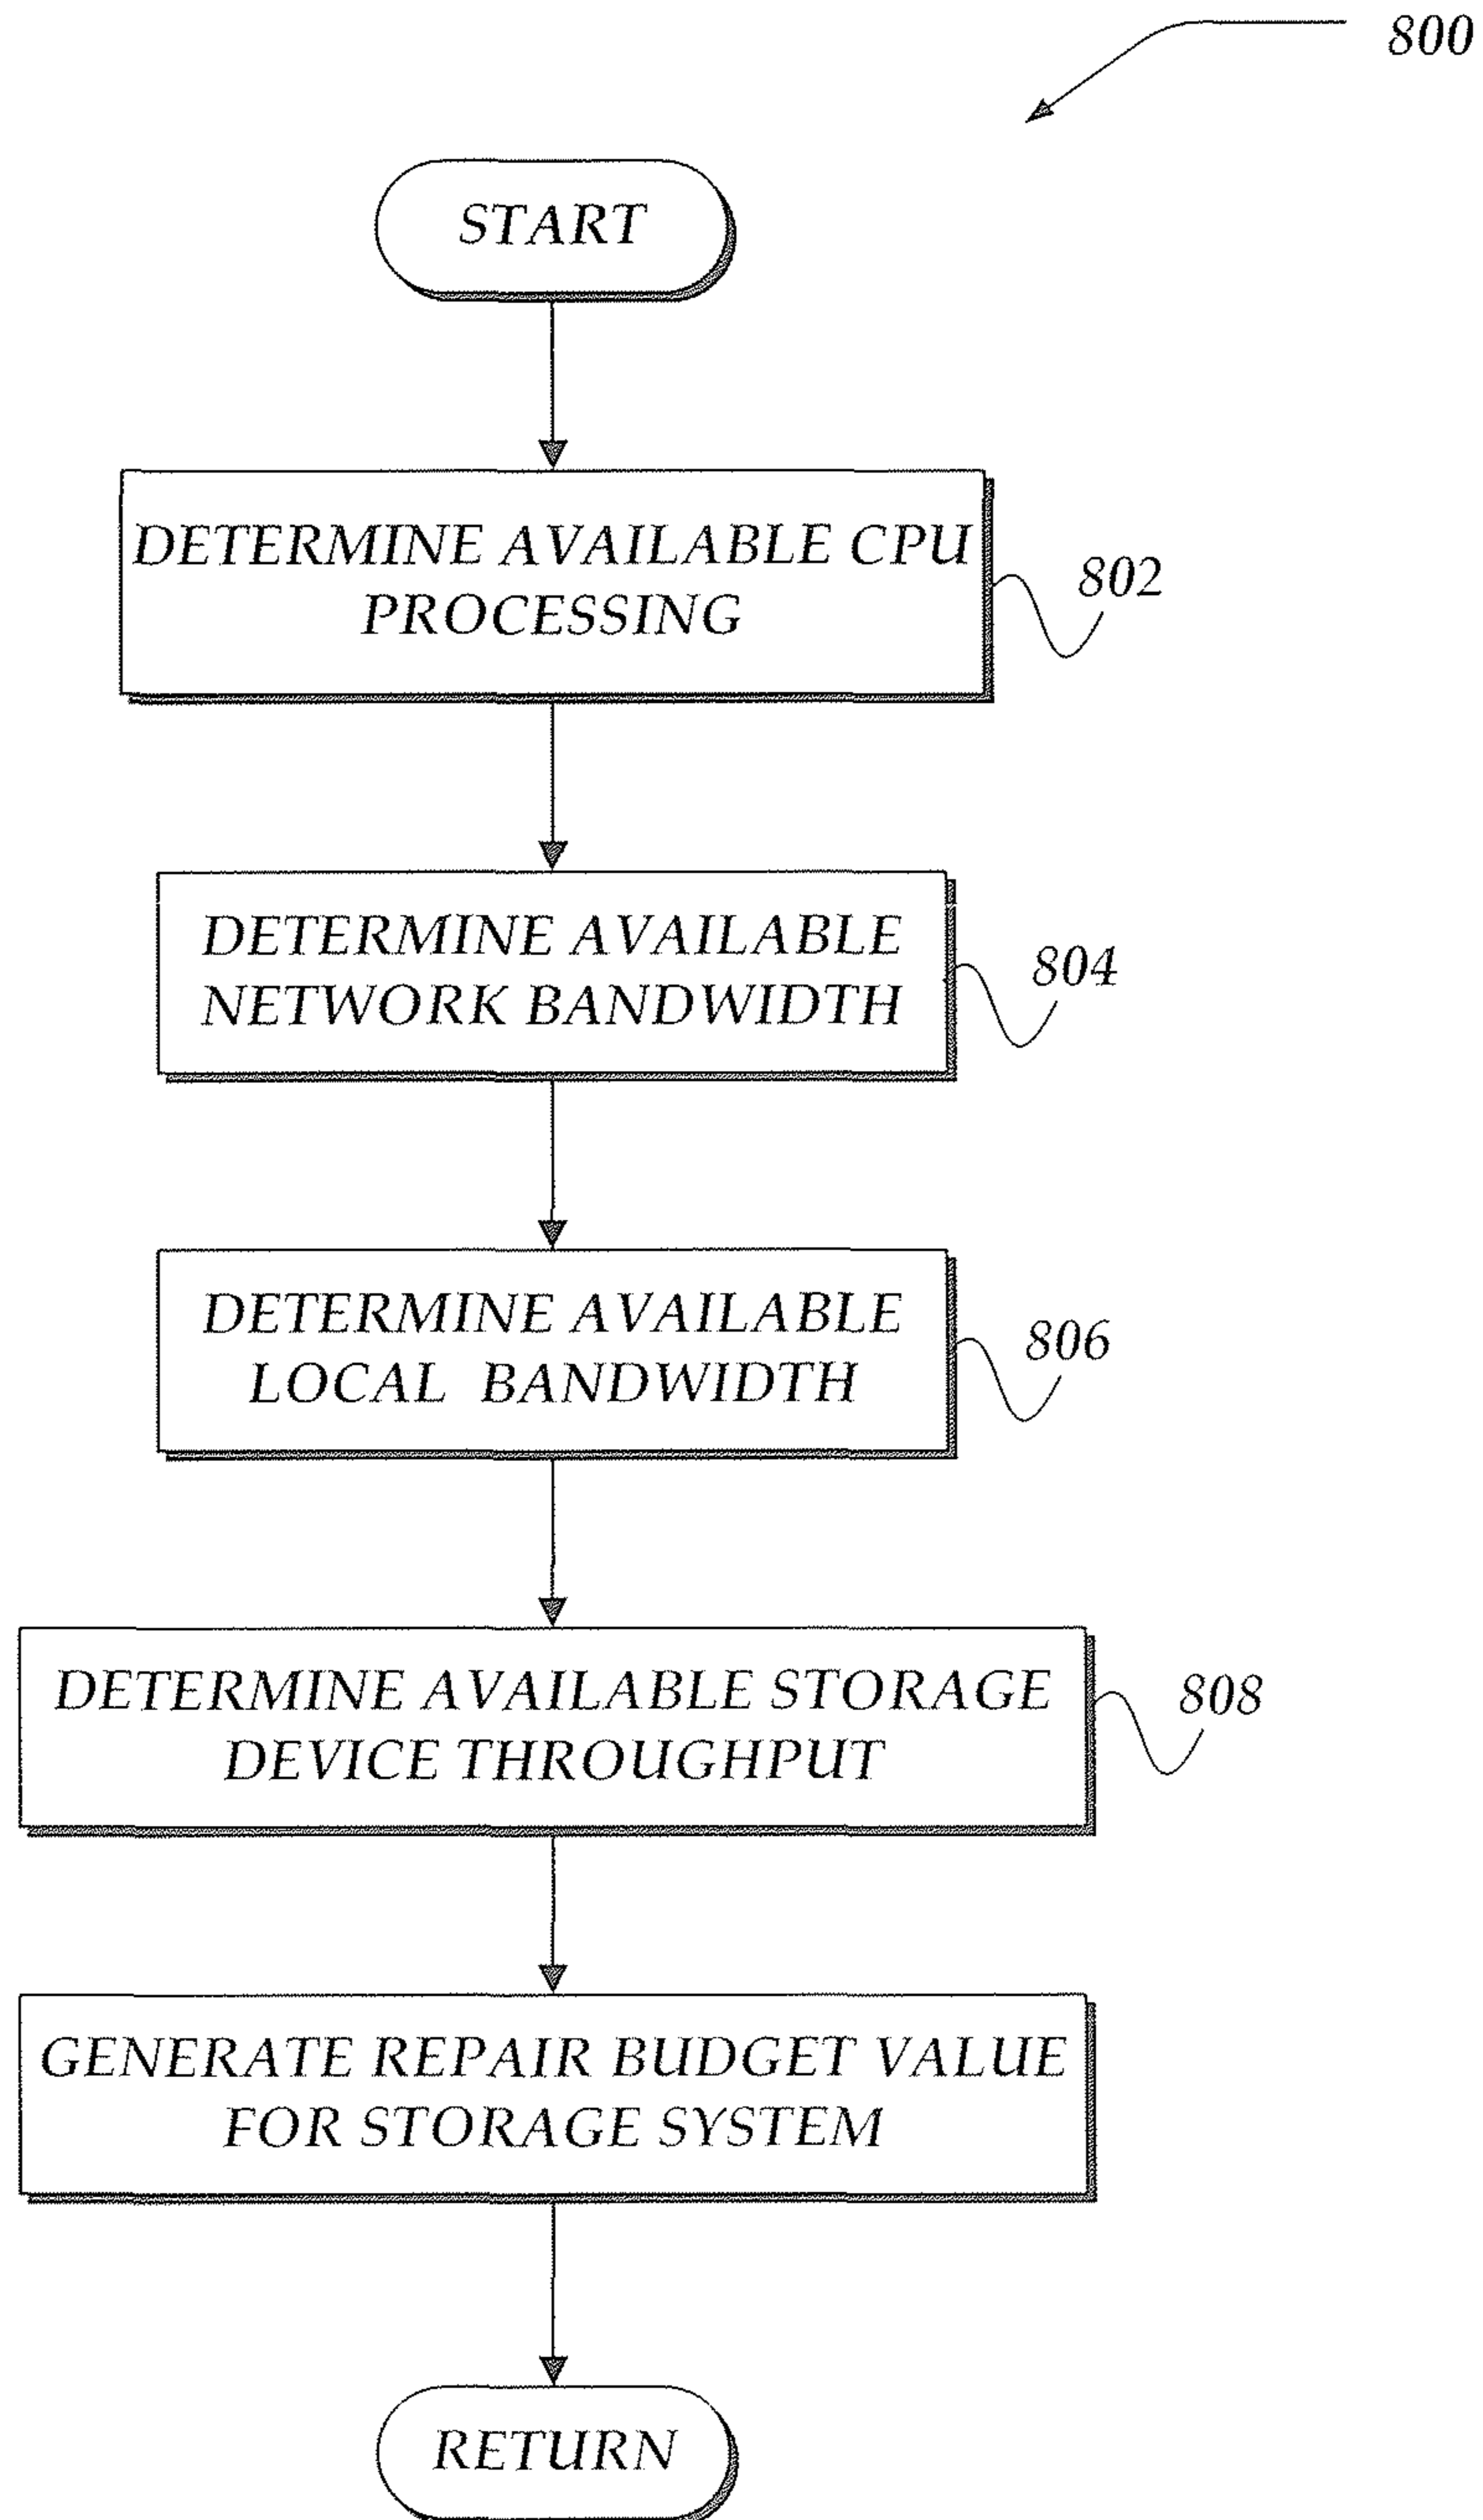 800
START
DETERMINE AVAILABLE CPU
PROCESSING
802
DETERMINE AVAILABLE
NETWORK BANDWIDTH
804
DETERMINE AVAILABLE
LOCAL BANDWIDTH
806
DETERMINE AVAILABLE STORAGE
DEVICE THROUGHPUT
808
GENERATE REPAIR BUDGET VALUE
FOR STORAGE SYSTEM
RETURN